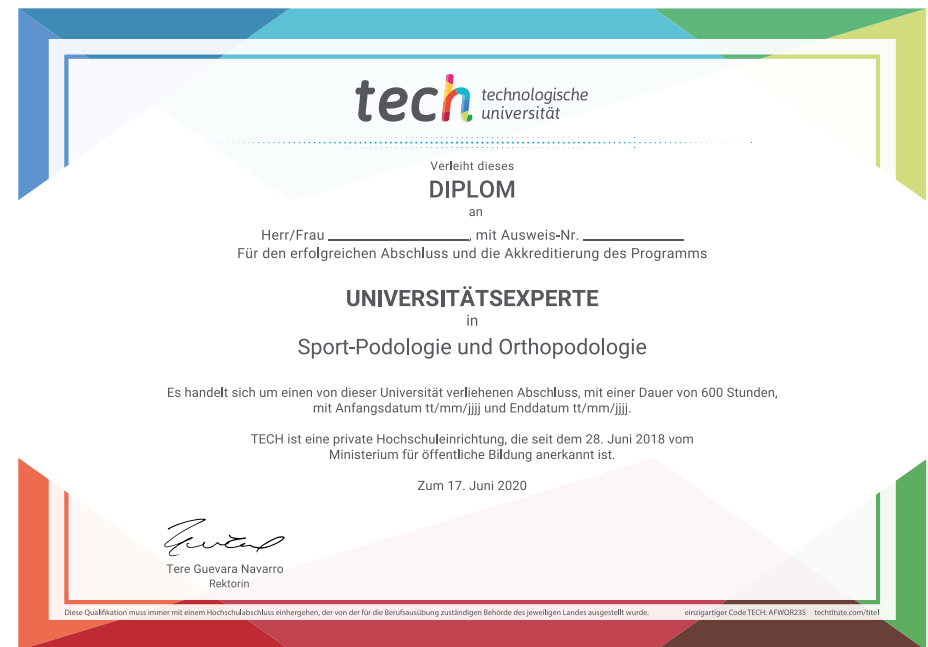 tech technologische
universität
Verleiht dieses
DIPLOM
an
Herr/Frau ____________________, mit Ausweis-Nr. ______________
Für den erfolgreichen Abschluss und die Akkreditierung des Programms
UNIVERSITÄTSEXPERTE
in
Sport-Podologie und Orthopodologie
Es handelt sich um einen von dieser Universität verliehenen Abschluss, mit einer Dauer von 600 Stunden,
mit Anfangsdatum tt/mm/jjjj und Enddatum tt/mm/jjjj.
TECH ist eine private Hochschuleinrichtung, die seit dem 28. Juni 2018 vom
Ministerium für öffentliche Bildung anerkannt ist.
Zum 17. Juni 2020
Tere Guevara Navarro
Rektorin
Diese Qualifikation muss immer mit einem Hochschulabschluss einhergehen, der von der für die Berufsausübung zuständigen Behörde des jeweiligen Landes ausgestellt wurde. einzigartiger Code TECH: AFWOR23S techtitute.com/titel